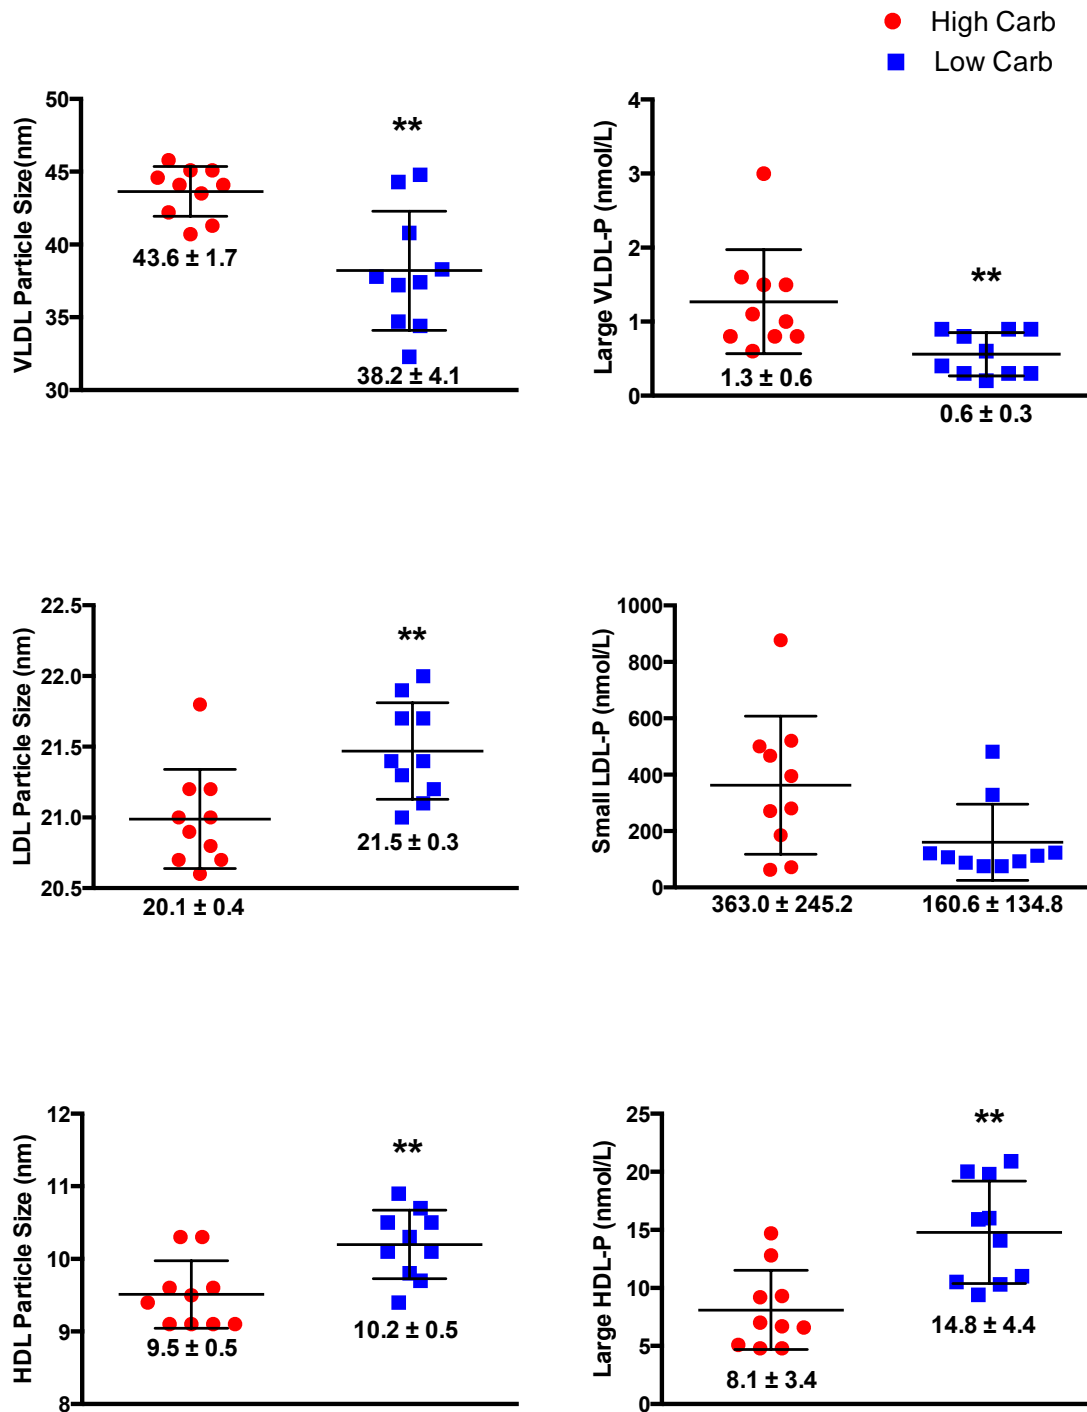 High Carb
Low Carb
VLDL Particle Size(nm)
50
45
40
35
30
**
43.6 ± 1.7
38.2 ± 4.1
Large VLDL-P (nmol/L)
4
3
2
1
0
**
1.3 ± 0.6
0.6 ± 0.3
LDL Particle Size (nm)
22.5
22.0
21.5
21.0
20.5
**
21.5 ± 0.3
20.1 ± 0.4
Small LDL-P (nmol/L)
1000
800
600
400
200
0
363.0 ± 245.2
160.6 ± 134.8
HDL Particle Size (nm)
12
11
10
9
8
**
9.5 ± 0.5
10.2 ± 0.5
Large HDL-P (nmol/L)
25
20
15
10
5
0
**
14.8 ± 4.4
8.1 ± 3.4